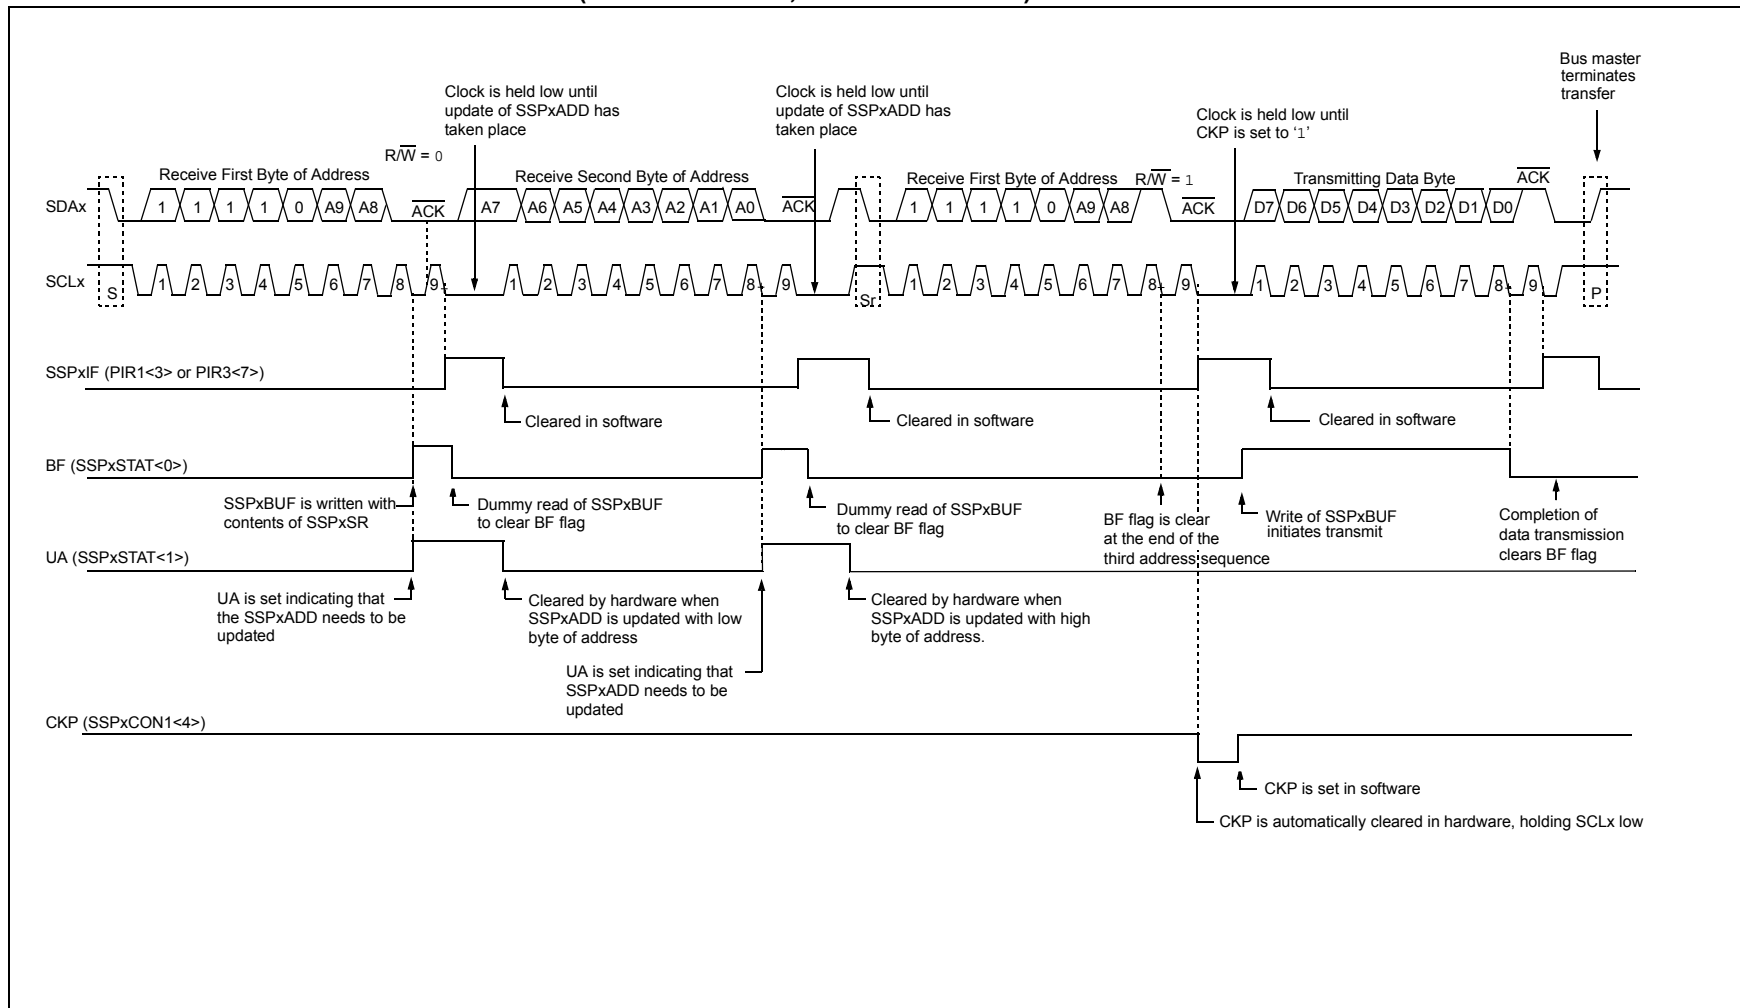 Bus master
terminates
transfer
Clock is held low until
update of SSPxADD has
taken place
Clock is held low until
update of SSPxADD has
taken place
Clock is held low until
CKP is set to ‘1’
R/W = 0
Receive First Byte of Address
Receive Second Byte of Address
Receive First Byte of Address
R/W = 1
Transmitting Data Byte
ACK
SDAx
1 1 1 1 0 A9 A8 ACK A7 A6 A5 A4 A3 A2 A1 A0 ACK 1 1 1 1 0 A9 A8 ACK D7 D6 D5 D4 D3 D2 D1 D0
SCLx
S 1 2 3 4 5 6 7 8 9 1 2 3 4 5 6 7 8 9 Sr 1 2 3 4 5 6 7 8 9 1 2 3 4 5 6 7 8 9 P
SSPxIF (PIR1<3> or PIR3<7>)
Cleared in software
Cleared in software
Cleared in software
BF (SSPxSTAT<0>)
SSPxBUF is written with
contents of SSPxSR
Dummy read of SSPxBUF
to clear BF flag
Dummy read of SSPxBUF
to clear BF flag
BF flag is clear
at the end of the
third address sequence
Write of SSPxBUF
initiates transmit
Completion of
data transmission
clears BF flag
UA (SSPxSTAT<1>)
UA is set indicating that
the SSPxADD needs to be
updated
Cleared by hardware when
SSPxADD is updated with low
byte of address
UA is set indicating that
SSPxADD needs to be
updated
Cleared by hardware when
SSPxADD is updated with high
byte of address.
CKP (SSPxCON1<4>)
CKP is set in software
CKP is automatically cleared in hardware, holding SCLx low